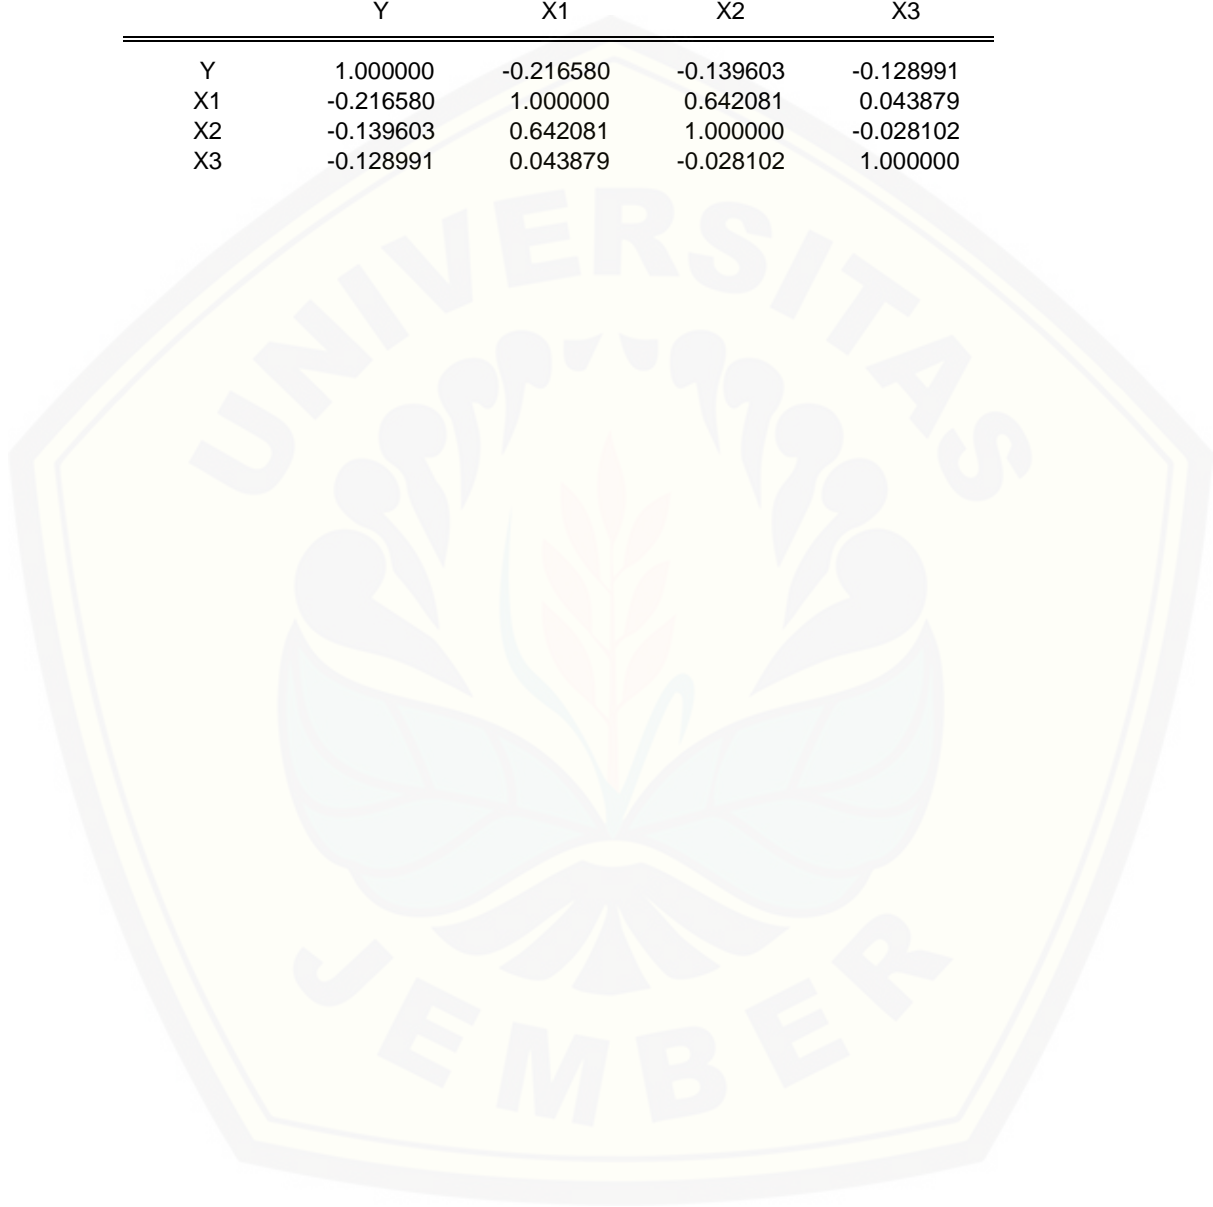 Y X1 X2 X3
Y 1.000000 -0.216580 -0.139603 -0.128991
X1 -0.216580 1.000000 0.642081 0.043879
X2 -0.139603 0.642081 1.000000 -0.028102
X3 -0.128991 0.043879 -0.028102 1.000000
UNIVERSITAS
JEMBER